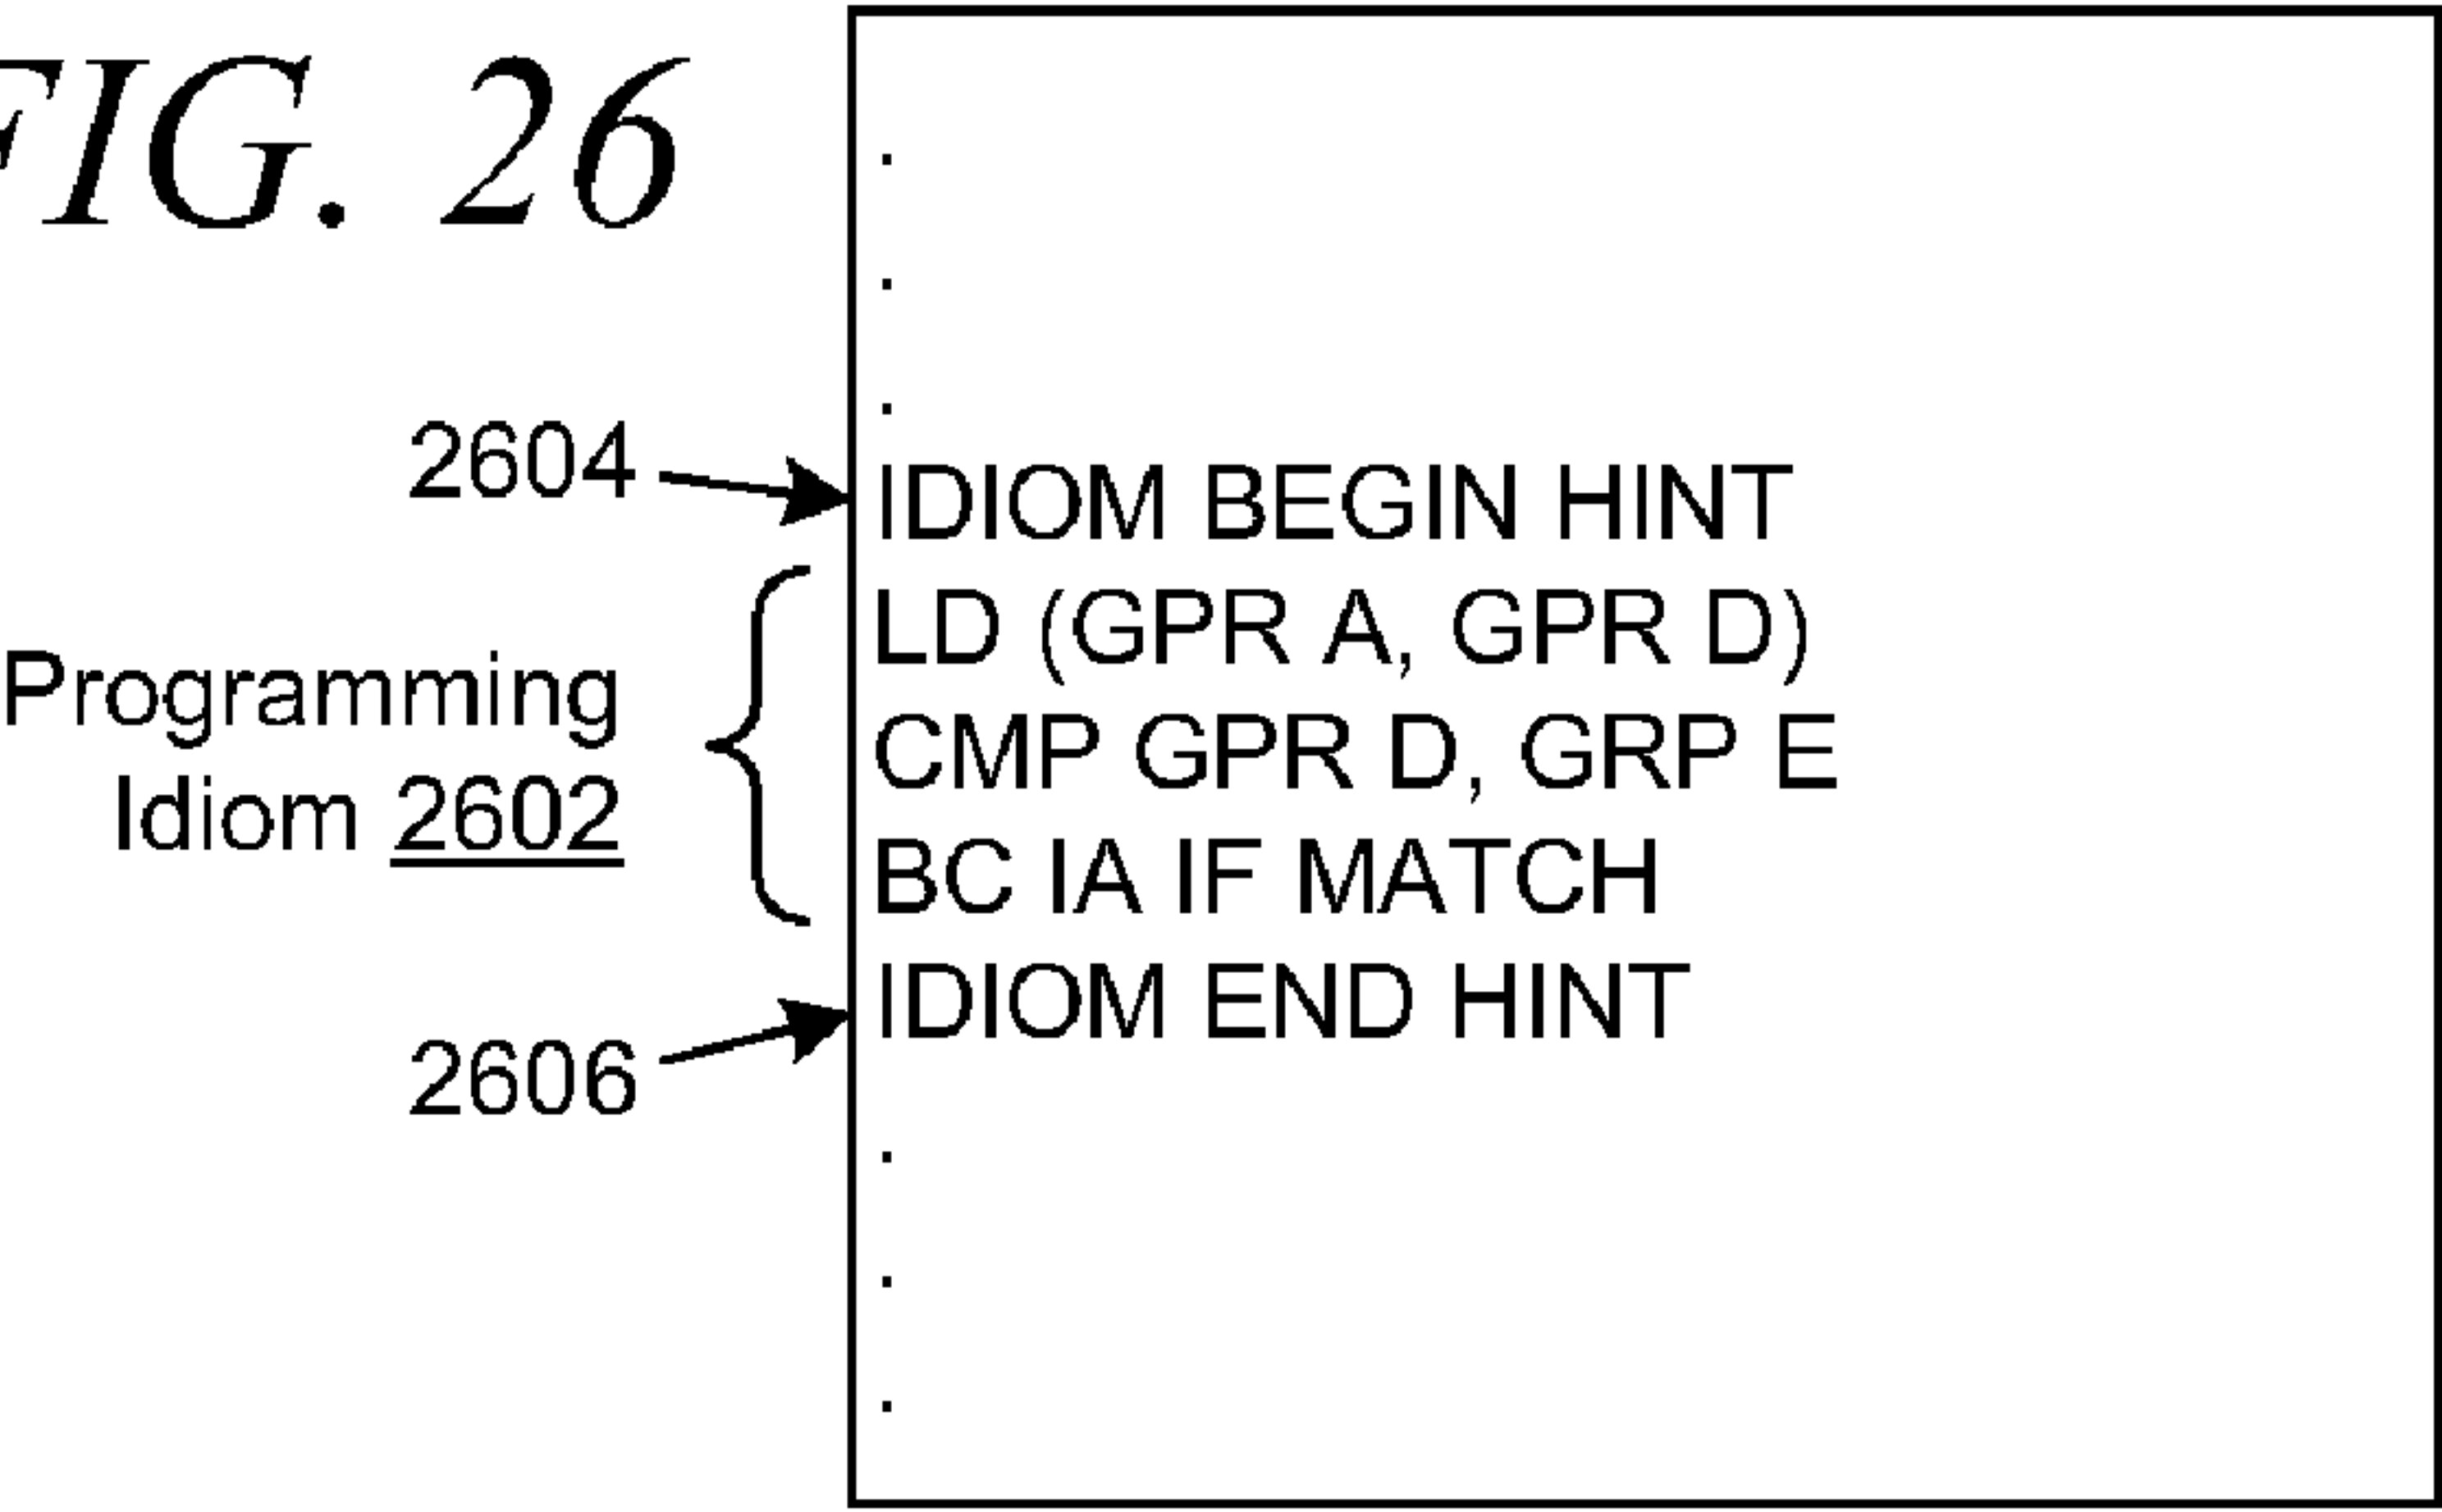 FIG. 26
.
.
.
2604
IDIOM BEGIN HINT
LD (GPR A, GPR D)
CMP GPR D, GRP E
BC IA IF MATCH
IDIOM END HINT
Programming
Idiom 2602
2606
.
.
.